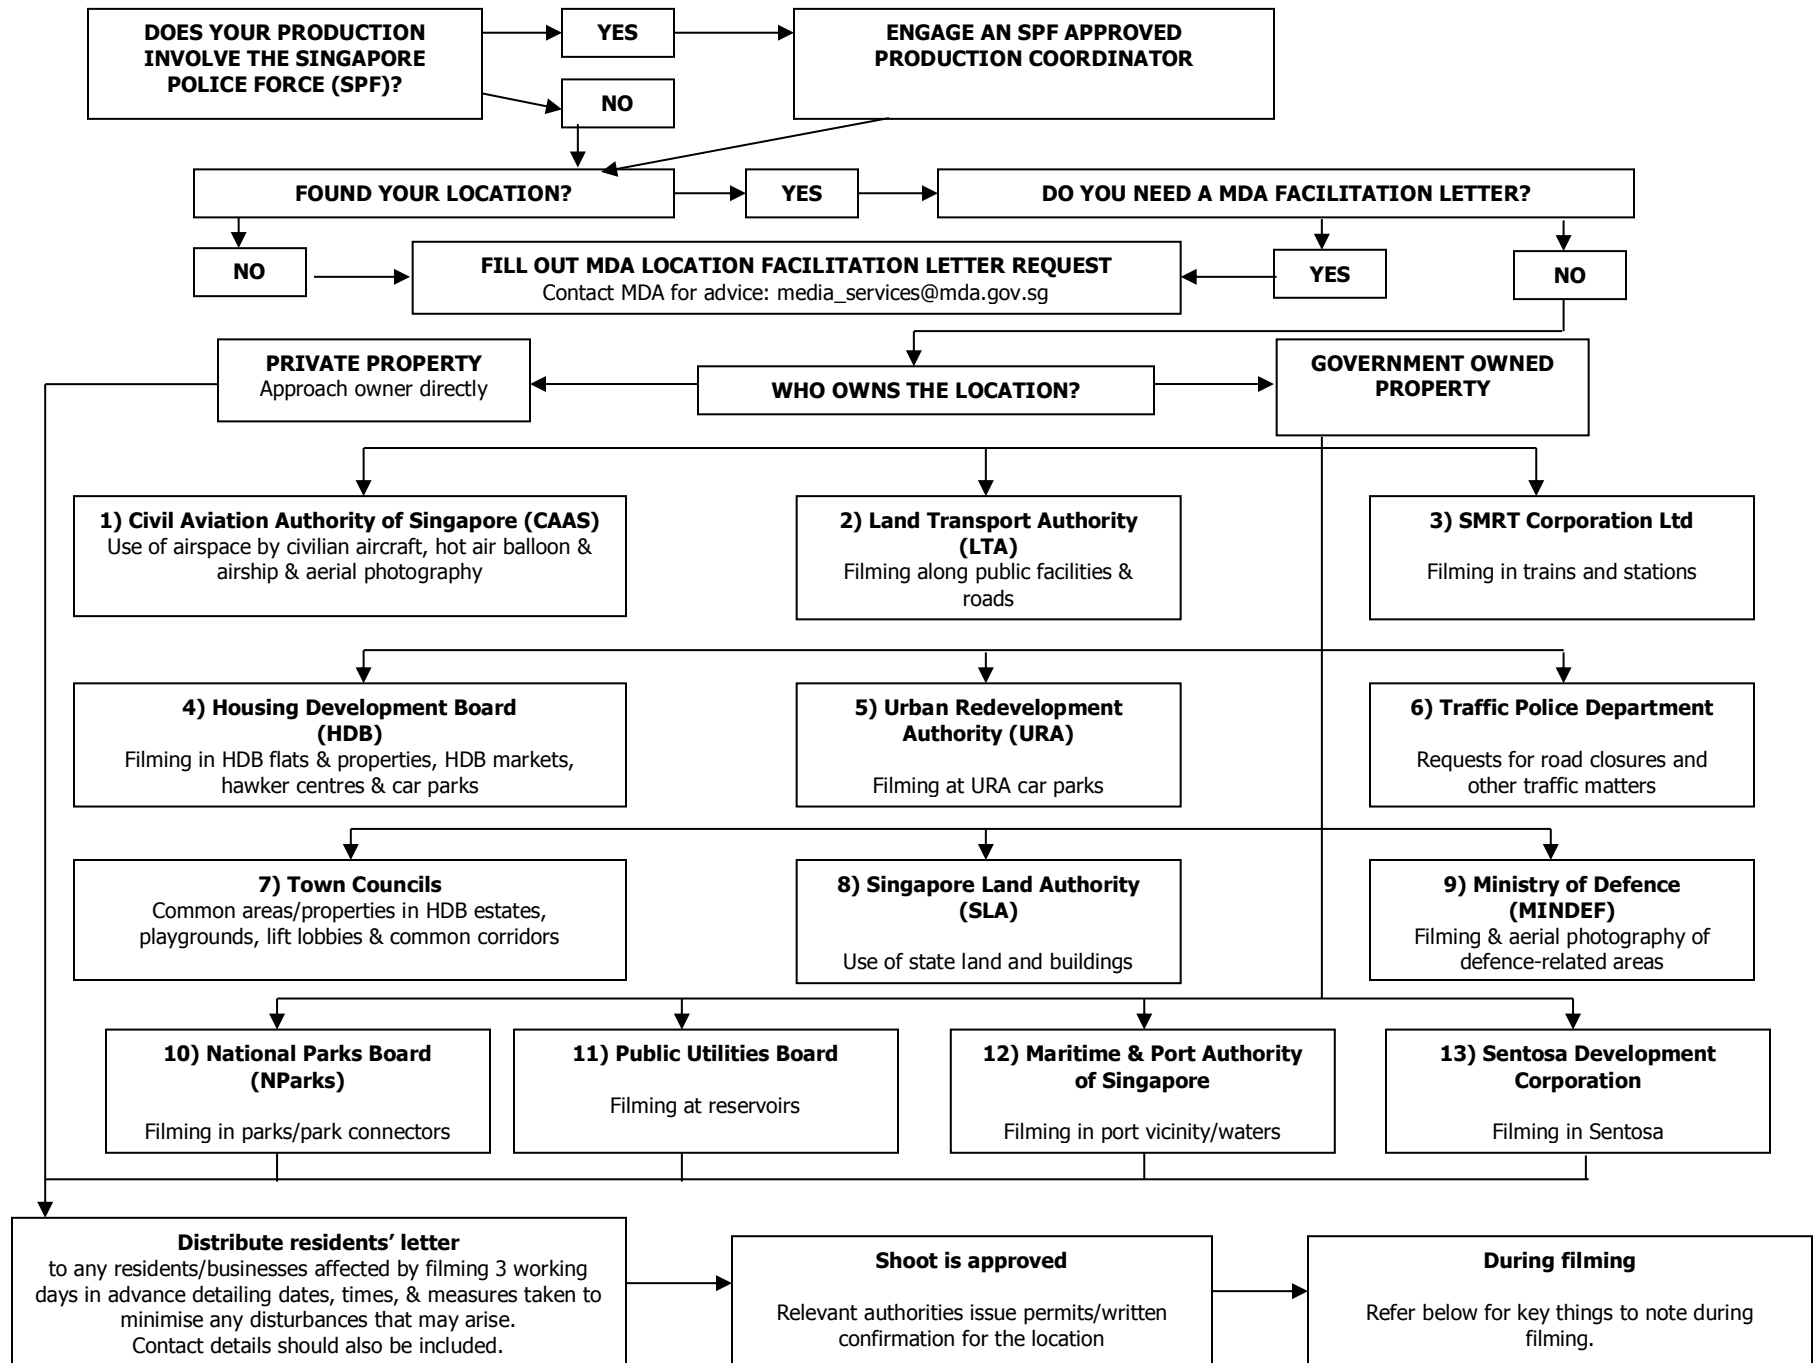 DOES YOUR PRODUCTION
INVOLVE THE SINGAPORE
POLICE FORCE (SPF)?
YES
NO
ENGAGE AN SPF APPROVED
PRODUCTION COORDINATOR
FOUND YOUR LOCATION?
YES
DO YOU NEED A MDA FACILITATION LETTER?
NO
FILL OUT MDA LOCATION FACILITATION LETTER REQUEST
Contact MDA for advice: media_services@mda.gov.sg
YES
NO
PRIVATE PROPERTY
Approach owner directly
WHO OWNS THE LOCATION?
GOVERNMENT OWNED
PROPERTY
1) Civil Aviation Authority of Singapore (CAAS)
Use of airspace by civilian aircraft, hot air balloon &
airship & aerial photography
2) Land Transport Authority
(LTA)
Filming along public facilities &
roads
3) SMRT Corporation Ltd
Filming in trains and stations
4) Housing Development Board
(HDB)
Filming in HDB flats & properties, HDB markets,
hawker centres & car parks
5) Urban Redevelopment
Authority (URA)
Filming at URA car parks
6) Traffic Police Department
Requests for road closures and
other traffic matters
7) Town Councils
Common areas/properties in HDB estates,
playgrounds, lift lobbies & common corridors
8) Singapore Land Authority
(SLA)
Use of state land and buildings
9) Ministry of Defence
(MINDEF)
Filming & aerial photography of
defence-related areas
10) National Parks Board
(NParks)
Filming in parks/park connectors
11) Public Utilities Board
Filming at reservoirs
12) Maritime & Port Authority
of Singapore
Filming in port vicinity/waters
13) Sentosa Development
Corporation
Filming in Sentosa
Distribute residents’ letter
to any residents/businesses affected by filming 3 working
days in advance detailing dates, times, & measures taken to
minimise any disturbances that may arise.
Contact details should also be included.
Shoot is approved
Relevant authorities issue permits/written
confirmation for the location
During filming
Refer below for key things to note during
filming.